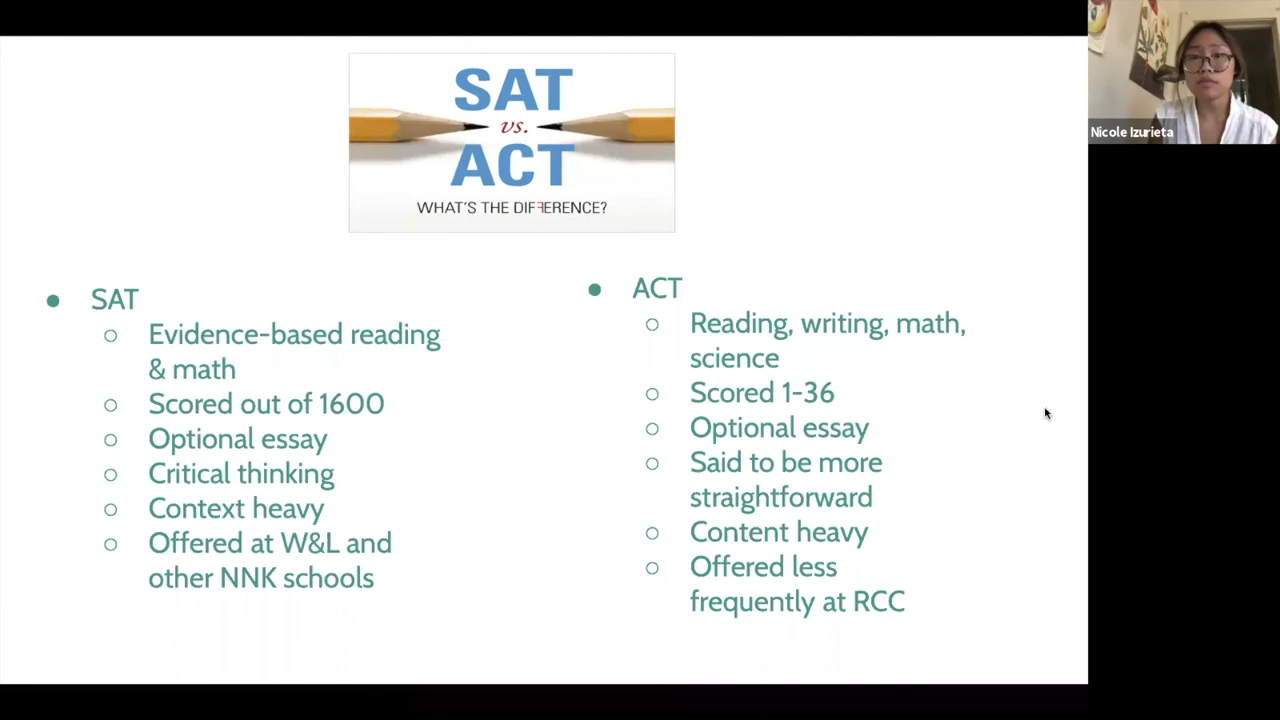 SAT
vs.
ACT
WHAT'S THE DIFFERENCE?
● SAT
○ Evidence-based reading
& math
○ Scored out of 1600
○ Optional essay
○ Critical thinking
○ Context heavy
○ Offered at W&L and
other NNK schools
● ACT
○ Reading, writing, math,
science
○ Scored 1-36
○ Optional essay
○ Said to be more
straightforward
○ Content heavy
○ Offered less
frequently at RCC
Nicole Izurieta